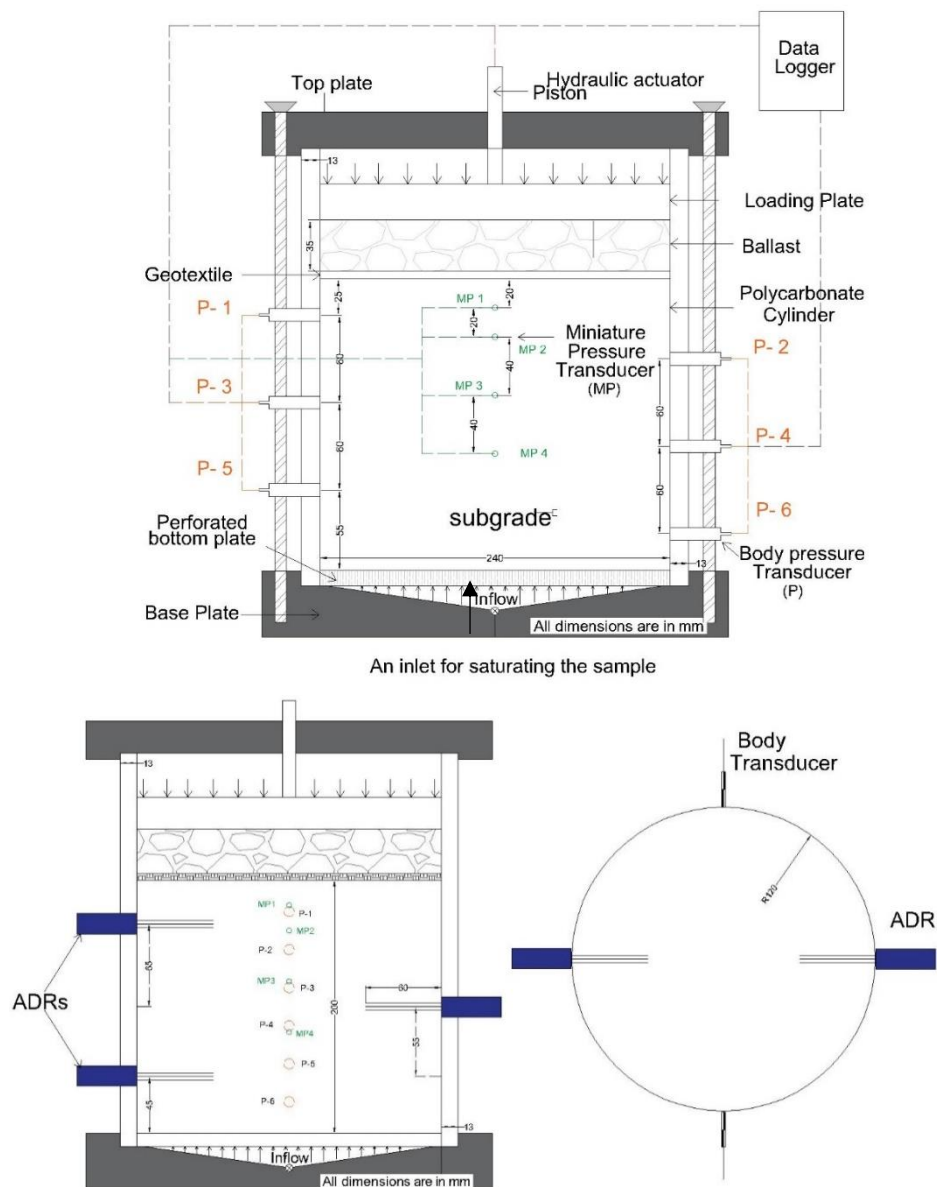 Data
Logger
Hydraulic actuator
Piston
Top plate
13
Loading Plate
35
Ballast
Geotextile
25
MP 1
20
Polycarbonate
Cylinder
P- 1
20
Miniature
Pressure
Transducer
(MP)
MP 2
60
40
P- 2
P- 3
MP 3
40
60
60
MP 4
P- 4
P- 5
60
P- 6
Perforated
bottom plate
55
subgrade
240
13
Body pressure
Transducer
(P)
Inflow
Base Plate
All dimensions are in mm
An inlet for saturating the sample
13
Body
Transducer
MP1
P-1
MP2
P-2
MP3
P-3
P-4
MP4
P-5
P-6
65
200
60
55
45
ADRs
R120
ADR
13
Inflow
All dimensions are in mm